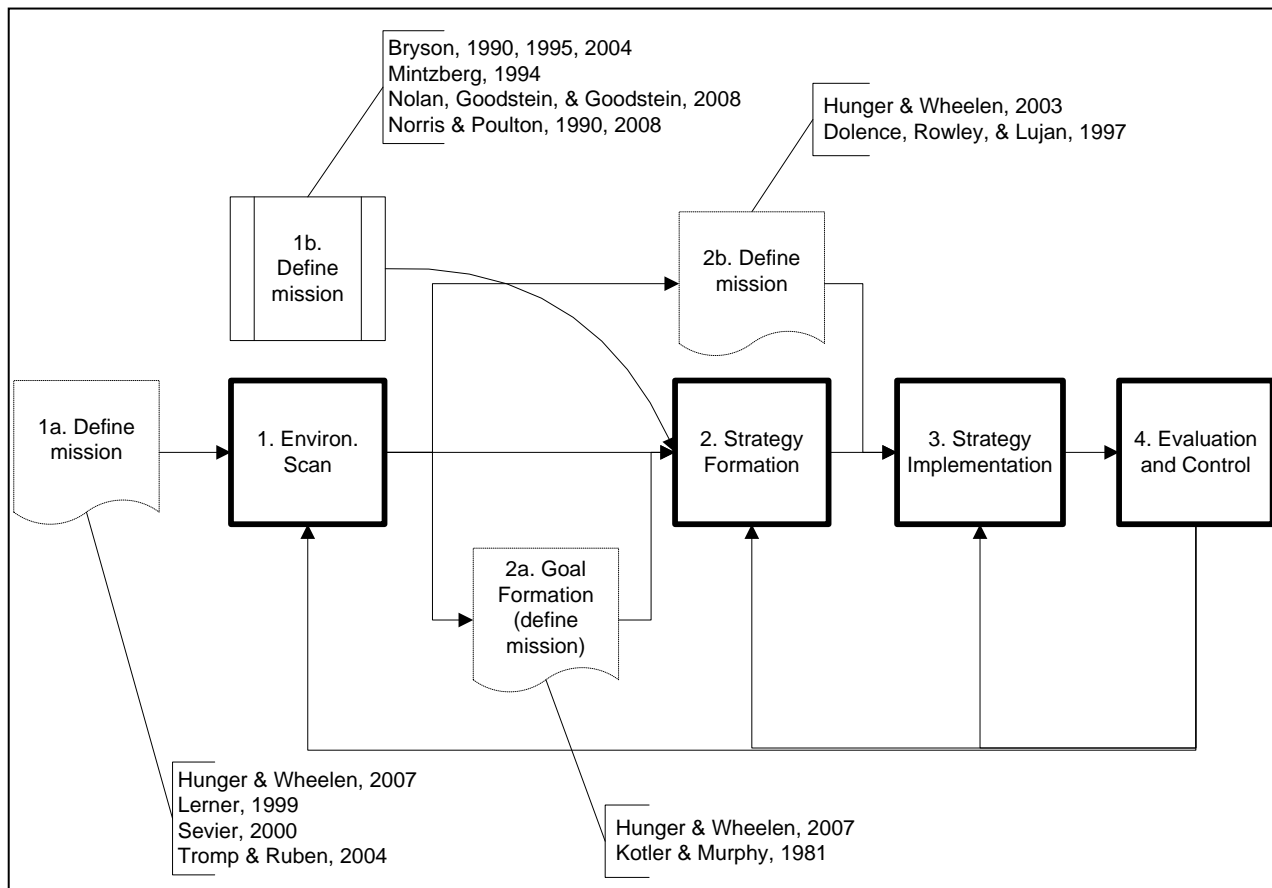 Bryson, 1990, 1995, 2004
Mintzberg, 1994
Nolan, Goodstein, & Goodstein, 2008
Norris & Poulton, 1990, 2008
Hunger & Wheelen, 2003
Dolence, Rowley, & Lujan, 1997
1b.
Define
mission
2b. Define
mission
1a. Define
mission
1. Environ.
Scan
2. Strategy
Formation
3. Strategy
Implementation
4. Evaluation
and Control
2a. Goal
Formation
(define
mission)
Hunger & Wheelen, 2007
Lerner, 1999
Sevier, 2000
Tromp & Ruben, 2004
Hunger & Wheelen, 2007
Kotler & Murphy, 1981